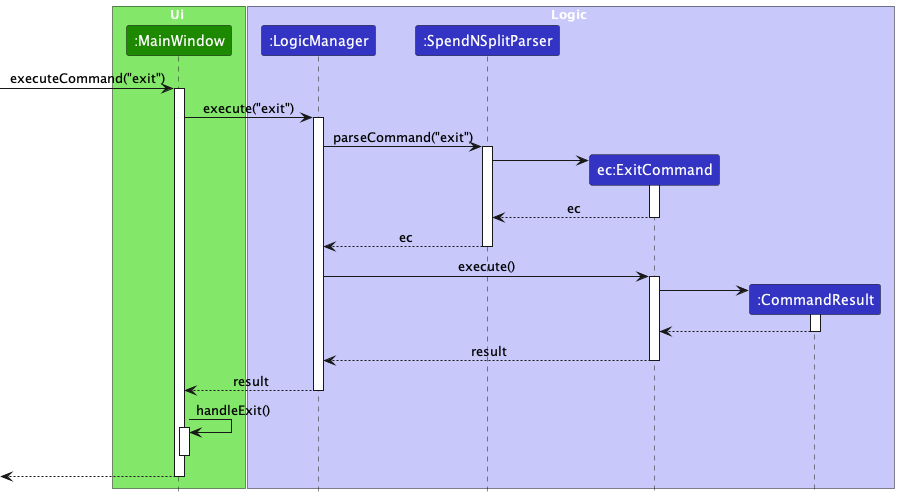 Ui
Logic
:MainWindow
:LogicManager
:SpendNSplitParser
executeCommand("exit")
execute("exit")
parseCommand("exit")
ec:ExitCommand
ec
ec
execute()
:CommandResult
result
result
handleExit()